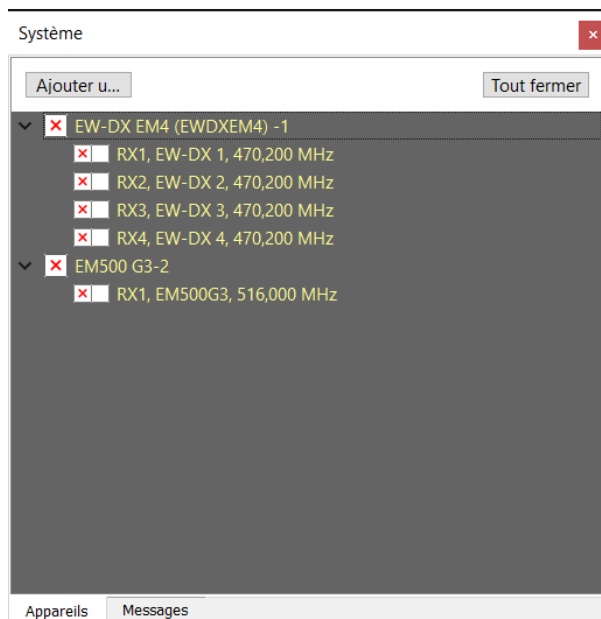 Système
Ajouter u... Tout fermer
EW-DX EM4 (EWDXEM4) -1
RX1, EW-DX 1, 470,200 MHz
RX2, EW-DX 2, 470,200 MHz
RX3, EW-DX 3, 470,200 MHz
RX4, EW-DX 4, 470,200 MHz
EM500 G3-2
RX1, EM500G3, 516,000 MHz
Appareils Messages